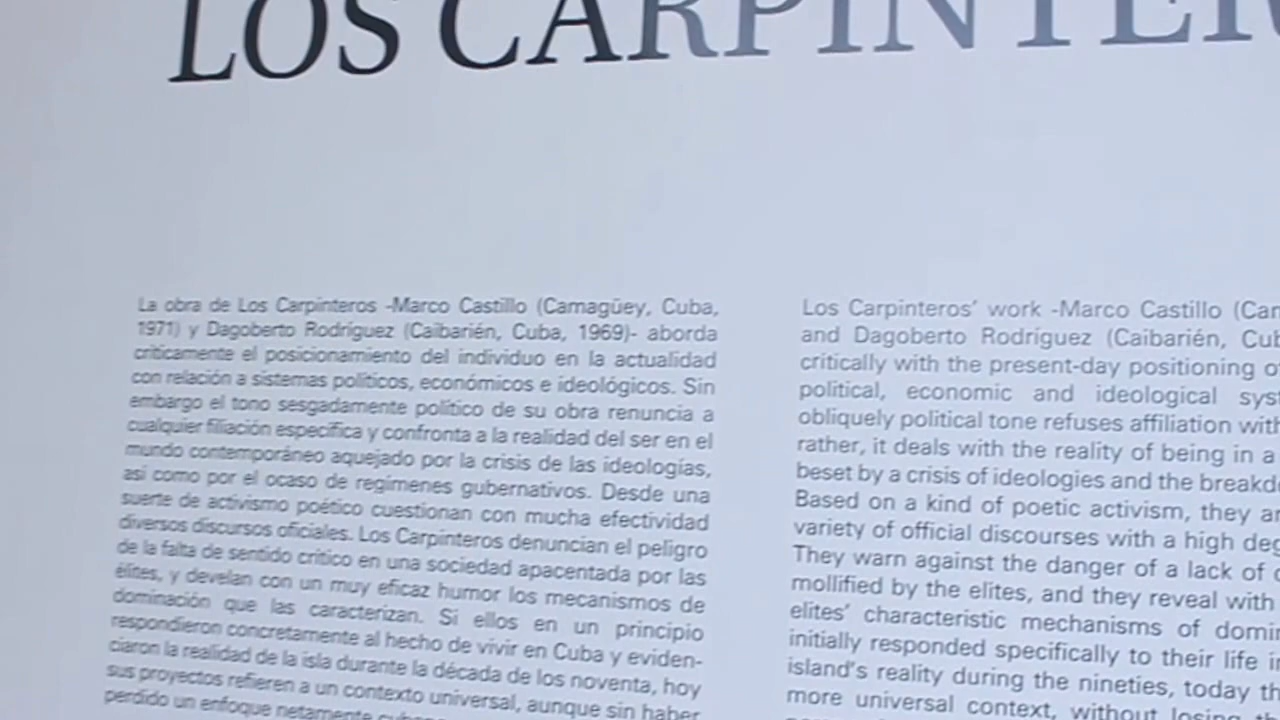 LOS CARPINTER
La obra de Los Carpinteros -Marco Castillo (Camagüey, Cuba,
1971) y Dagoberto Rodríguez (Caibarién, Cuba, 1969)- aborda
críticamente el posicionamiento del individuo en la actualidad
con relación a sistemas políticos, económicos e ideológicos. Sin
embargo el tono sesgadamente político de su obra renuncia a
cualquier filiación específica y confronta a la realidad del ser en el
mundo contemporáneo aquejado por la crisis de las ideologías,
así como por el ocaso de regímenes gubernativos. Desde una
suerte de activismo poético cuestionan con mucha efectividad
diversos discursos oficiales. Los Carpinteros denuncian el peligro
de la falta de sentido crítico en una sociedad apacentada por las
élites, y develan con un muy eficaz humor los mecanismos de
dominación que las caracterizan. Si ellos en un principio
respondieron concretamente al hecho de vivir en Cuba y eviden-
ciaron la realidad de la isla durante la década de los noventa, hoy
sus proyectos refieren a un contexto universal, aunque sin haber
perdido un enfoque netamente
Los Carpinteros' work -Marco Castillo (Cam
and Dagoberto Rodríguez (Caibarién, Cub
critically with the present-day positioning o
political, economic and ideological syst
obliquely political tone refuses affiliation with
rather, it deals with the reality of being in a
beset by a crisis of ideologies and the breakd
Based on a kind of poetic activism, they a
variety of official discourses with a high deg
They warn against the danger of a lack of
mollified by the elites, and they reveal with
elites' characteristic mechanisms of domin
initially responded specifically to their life i
island's reality during the nineties, today th
more universal context, without losing